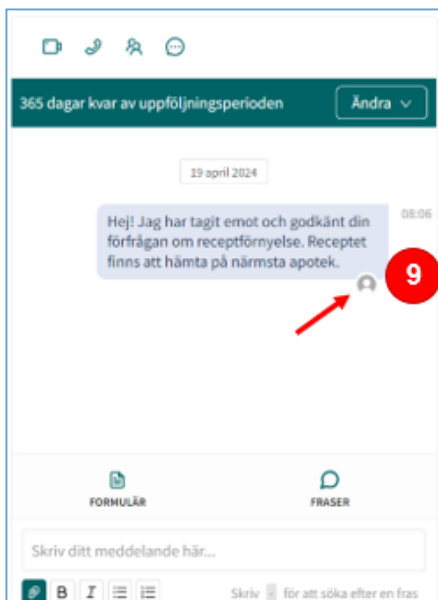 365 dagar kvar av uppföljningsperioden
Ändra
19 april 2024
Hej! Jag har tagit emot och godkänt din
08:06
förfrågan om receptförnyelse. Receptet
finns att hämta på närmsta apotek.
9
FORMULÄR
FRASER
Skriv ditt meddelande här...
B I
Skriv för att söka efter en fras